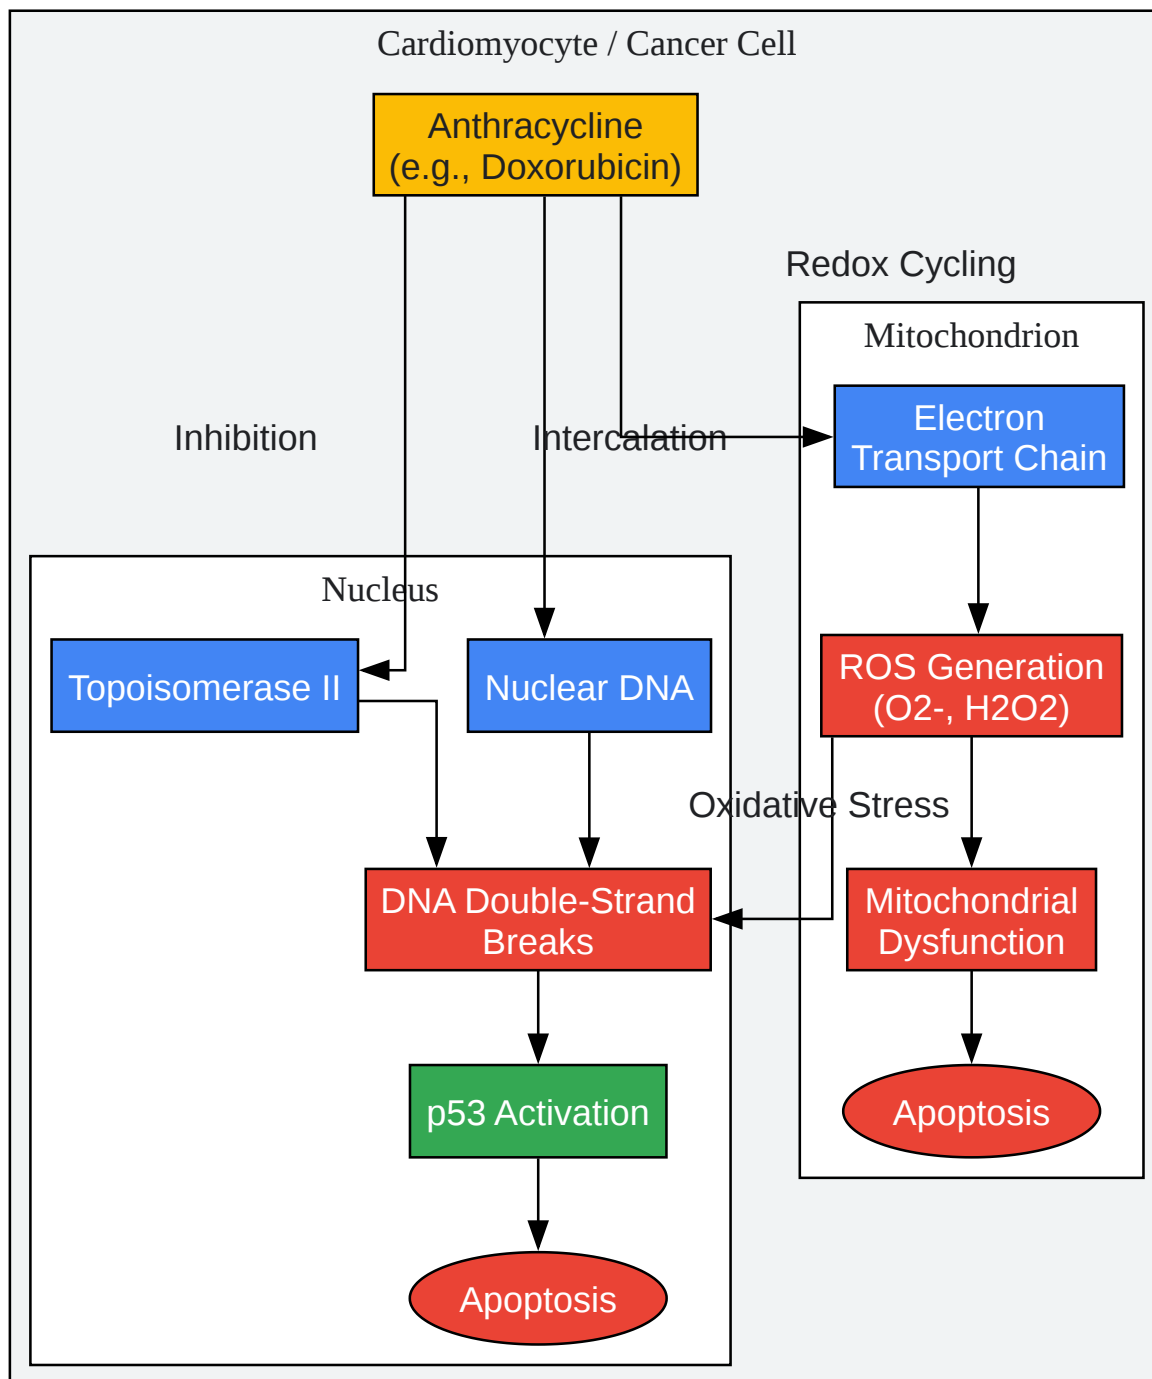 Cardiomyocyte / Cancer Cell
Anthracycline
(e.g., Doxorubicin)
Redox Cycling
Mitochondrion
Electron
Transport Chain
Inhibition
Intercalation
Nucleus
Topoisomerase II
Nuclear DNA
ROS Generation
(O2-, H2O2)
Oxidative Stress
DNA Double-Strand
Breaks
Mitochondrial
Dysfunction
p53 Activation
Apoptosis
Apoptosis